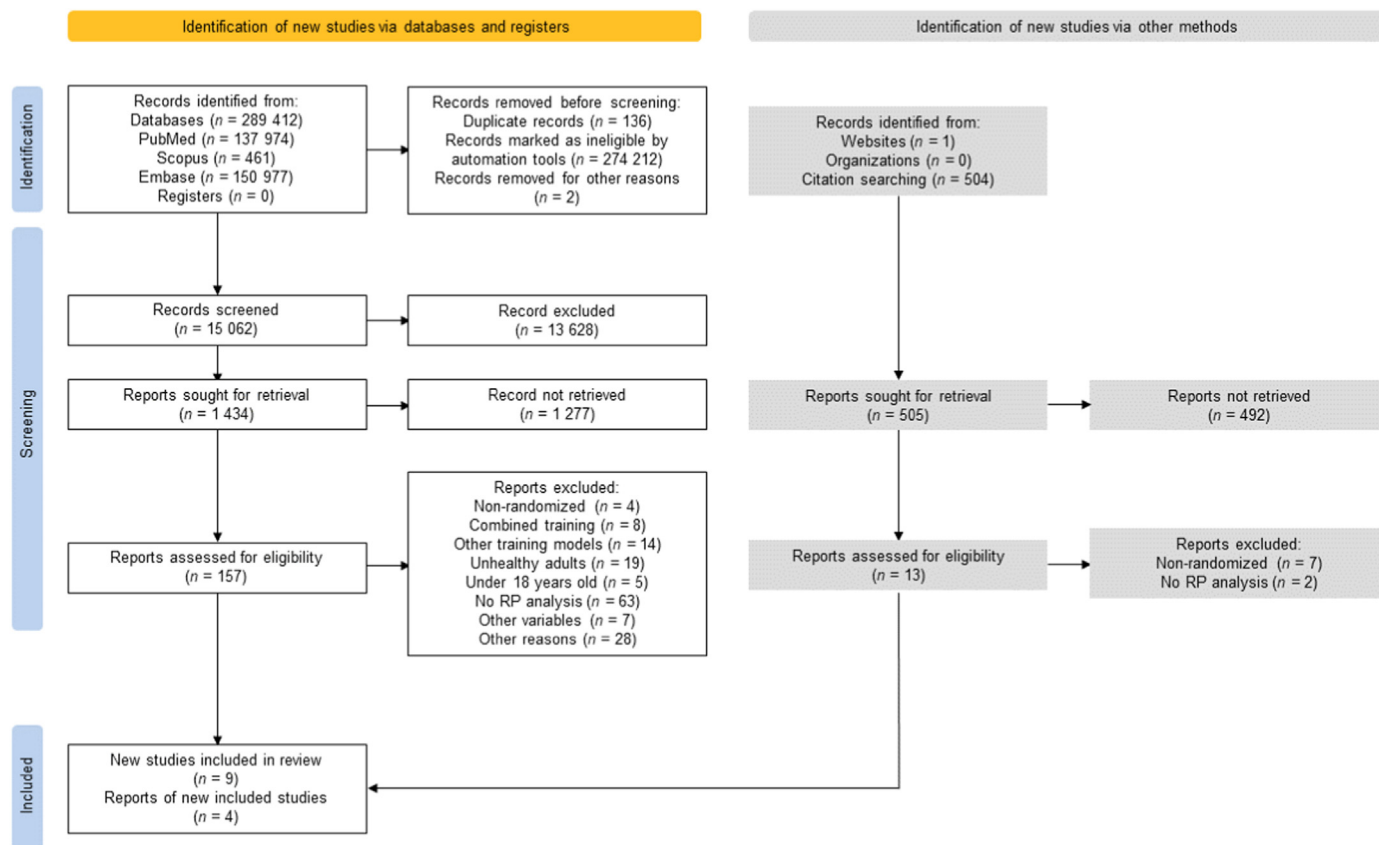 Identification of new studies via databases and registers
Identification of new studies via other methods
Identification
Records identified from:
Databases (n = 289 412)
PubMed (n = 137 974)
Scopus (n = 461)
Embase (n = 150 977)
Registers (n = 0)
Records removed before screening:
Duplicate records (n = 136)
Records marked as ineligible by
automation tools (n = 274 212)
Records removed for other reasons
(n = 2)
Records identified from:
Websites (n = 1)
Organizations (n = 0)
Citation searching (n = 504)
Screening
Records screened
(n = 15 062)
Record excluded
(n = 13 628)
Reports sought for retrieval
(n = 1 434)
Record not retrieved
(n = 1 277)
Reports sought for retrieval
(n = 505)
Reports not retrieved
(n = 492)
Reports assessed for eligibility
(n = 157)
Reports excluded:
Non-randomized (n = 4)
Combined training (n = 8)
Other training models (n = 14)
Unhealthy adults (n = 19)
Under 18 years old (n = 5)
No RP analysis (n = 63)
Other variables (n = 7)
Other reasons (n = 28)
Reports assessed for eligibility
(n = 13)
Reports excluded:
Non-randomized (n = 7)
No RP analysis (n = 2)
Included
New studies included in review
(n = 9)
Reports of new included studies
(n = 4)